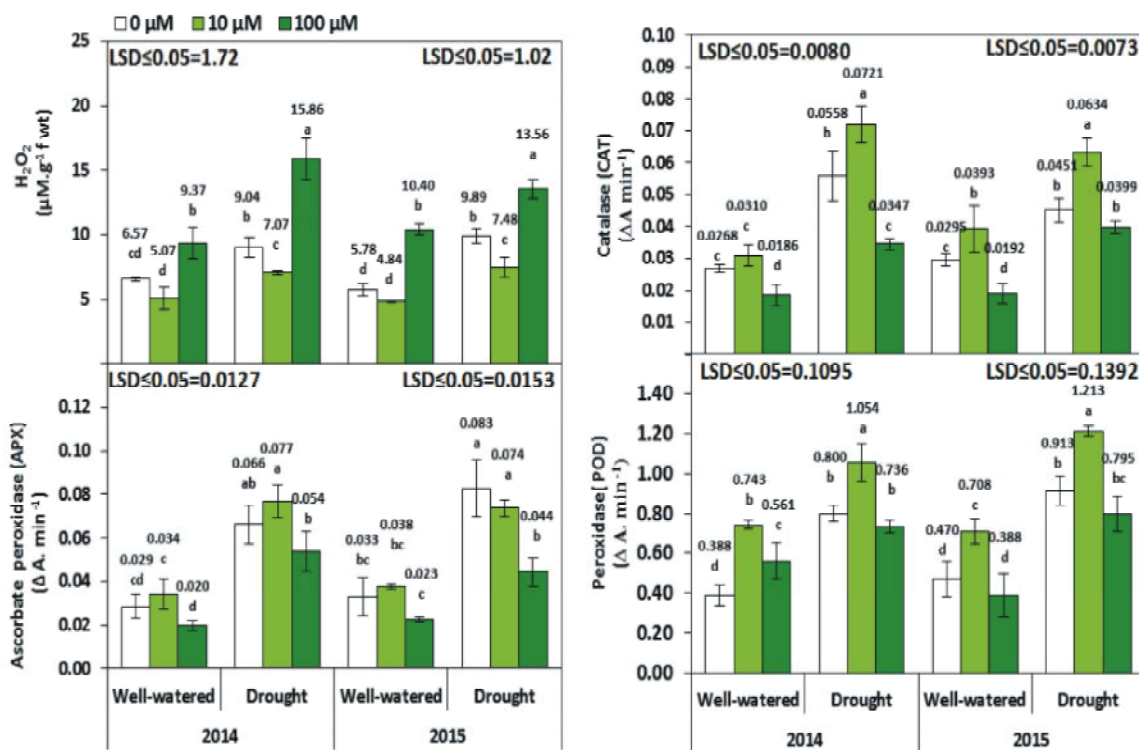 0 µM 10 µM 100 µM
LSD≤0.05=1.72 LSD≤0.05=1.02
H₂O₂
(µM.g⁻¹ f wt)
25
20
15
10
5
6.57
cd
5.07
d
9.37
b
9.04
b
7.07
c
15.86
a
5.78
d
4.84
d
10.40
b
9.89
b
7.48
c
13.56
a
LSD≤0.05=0.0080 LSD≤0.05=0.0073
Catalase (CAT)
(ΔA min⁻¹)
0.10
0.09
0.08
0.07
0.06
0.05
0.04
0.03
0.02
0.01
0.0268
c
0.0310
c
0.0186
d
0.0558
h
0.0721
a
0.0347
c
0.0295
c
0.0393
b
0.0192
d
0.0451
b
0.0634
a
0.0399
b
LSD≤0.05=0.0127 LSD≤0.05=0.0153
Ascorbate peroxidase (APX)
(Δ A. min⁻¹)
0.12
0.10
0.08
0.06
0.04
0.02
0.00
0.029
cd
0.034
c
0.020
d
0.066
ab
0.077
a
0.054
b
0.033
bc
0.038
bc
0.023
c
0.083
a
0.074
a
0.044
b
Well-watered Drought Well-watered Drought
2014 2015
LSD≤0.05=0.1095 LSD≤0.05=0.1392
Peroxidase( POD)
(Δ A. min⁻¹)
1.40
1.20
1.00
0.80
0.60
0.40
0.20
0.00
0.388
d
0.743
b
0.561
c
0.800
b
1.054
a
0.736
b
0.470
d
0.708
c
0.388
d
0.913
b
1.213
a
0.795
bc
Well-watered Drought Well-watered Drought
2014 2015